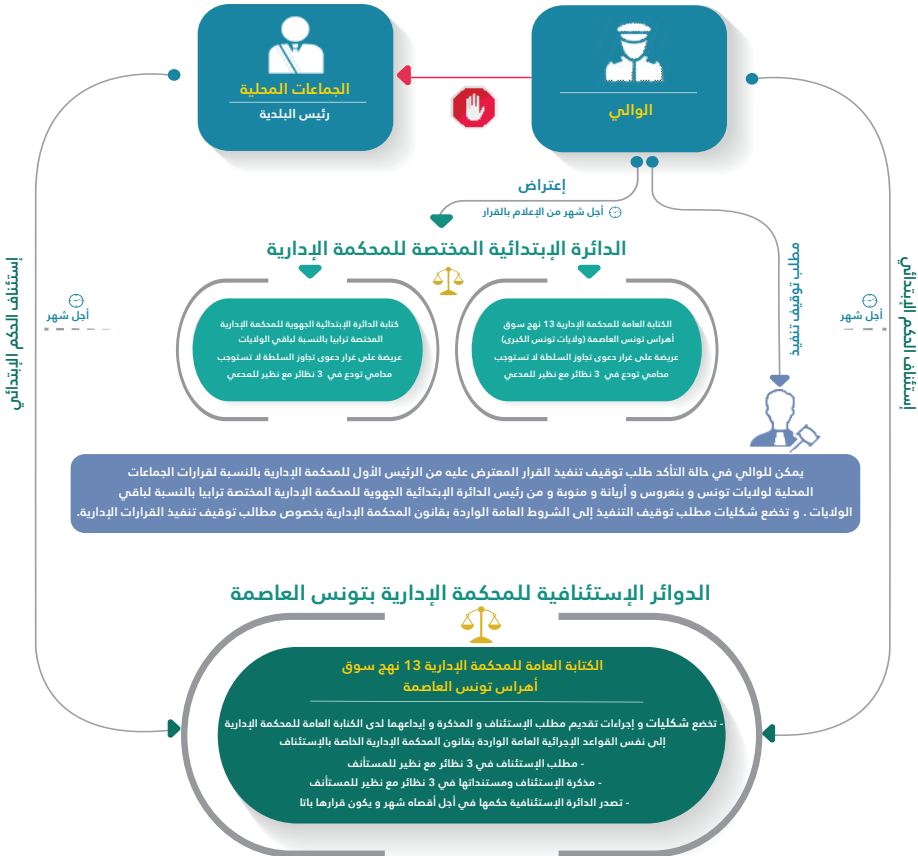 الوالي
الجماعات المحلية
رئيس البلدية
إعتراض
أجل شهر من الإعلام بالقرار
مطلب توقيف تنفيذ
إستئناف الحكم الإبتدائي
أجل شهر
إستئناف الحكم الإبتدائي
أجل شهر
الدائرة الإبتدائية المختصة للمحكمة الإدارية
الكتابة العامة للمحكمة الإدارية 13 نهج سوق
أهراس تونس العاصمة (ولايات تونس الكبرى)
عريضة على غرار دعوى تجاوز السلطة لا تستوجب
محامي تودع في 3 نظائر مع نظير للمدعي
كتابة الدائرة الإبتدائية الجهوية للمحكمة الإدارية
المختصة ترابيا بالنسبة لباقي الولايات
عريضة على غرار دعوى تجاوز السلطة لا تستوجب
محامي تودع في 3 نظائر مع نظير للمدعي
يمكن للوالي في حالة التأكد طلب توقيف تنفيذ القرار المعترض عليه من الرئيس الأول للمحكمة الإدارية بالنسبة لقرارات الجماعات
المحلية لولايات تونس و بنعروس و أريانة و منوبة و من رئيس الدائرة الإبتدائية الجهوية للمحكمة الإدارية المختصة ترابيا بالنسبة لباقي
الولايات . و تخضع شكليات مطلب توقيف التنفيذ إلى الشروط العامة الواردة بقانون المحكمة الإدارية بخصوص مطالب توقيف تنفيذ القرارات الإدارية.
الدوائر الإستئنافية للمحكمة الإدارية بتونس العاصمة
الكتابة العامة للمحكمة الإدارية 13 نهج سوق
أهراس تونس العاصمة
- تخضع شكليات و إجراءات تقديم مطلب الإستئناف و المذكرة و إيداعهما لدى الكتابة العامة للمحكمة الإدارية
إلى نفس القواعد الإجرائية العامة الواردة بقانون المحكمة الإدارية الخاصة بالإستئناف
- مطلب الإستئناف في 3 نظائر مع نظير للمستأنف
- مذكرة الإستئناف ومستنداتها في 3 نظائر مع نظير للمستأنف
- تصدر الدائرة الإستئنافية حكمها في أجل أقصاه شهر و يكون قرارها باتا